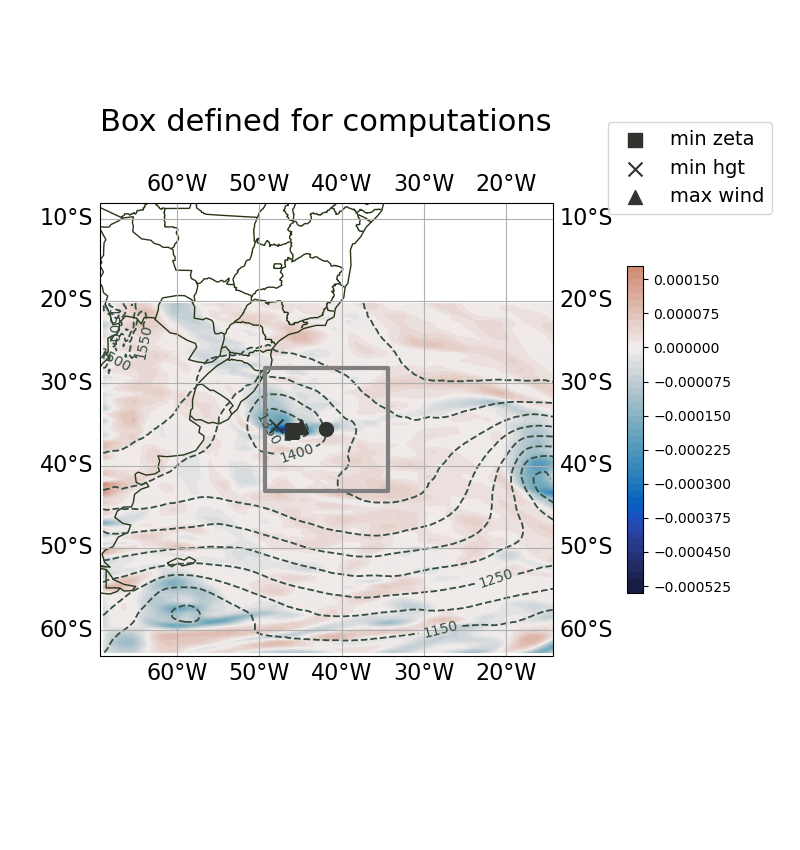 Box defined for computations
min zeta
min hgt
max wind
60°W 50°W 40°W 30°W 20°W
10°S 10°S
20°S 20°S
30°S 30°S
40°S 40°S
50°S 50°S
60°S 60°S
60°W 50°W 40°W 30°W 20°W
1550
1400
1250
1150
0.000150
0.000075
0.000000
−0.000075
−0.000150
−0.000225
−0.000300
−0.000375
−0.000450
−0.000525